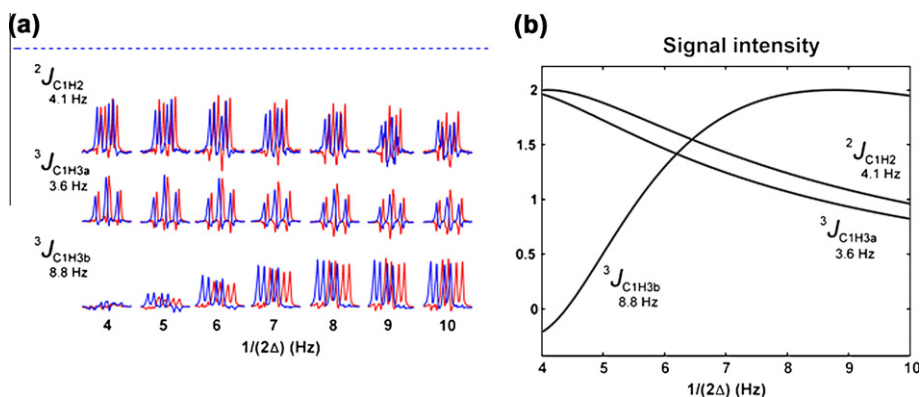 (a)
²J C1H2
4.1 Hz
³J C1H3a
3.6 Hz
³J C1H3b
8.8 Hz
4 5 6 7 8 9 10
1/(2Δ) (Hz)
(b)
Signal intensity
2
1.5
1
0.5
0
²J C1H2
4.1 Hz
³J C1H3a
3.6 Hz
³J C1H3b
8.8 Hz
4 5 6 7 8 9 10
1/(2Δ) (Hz)